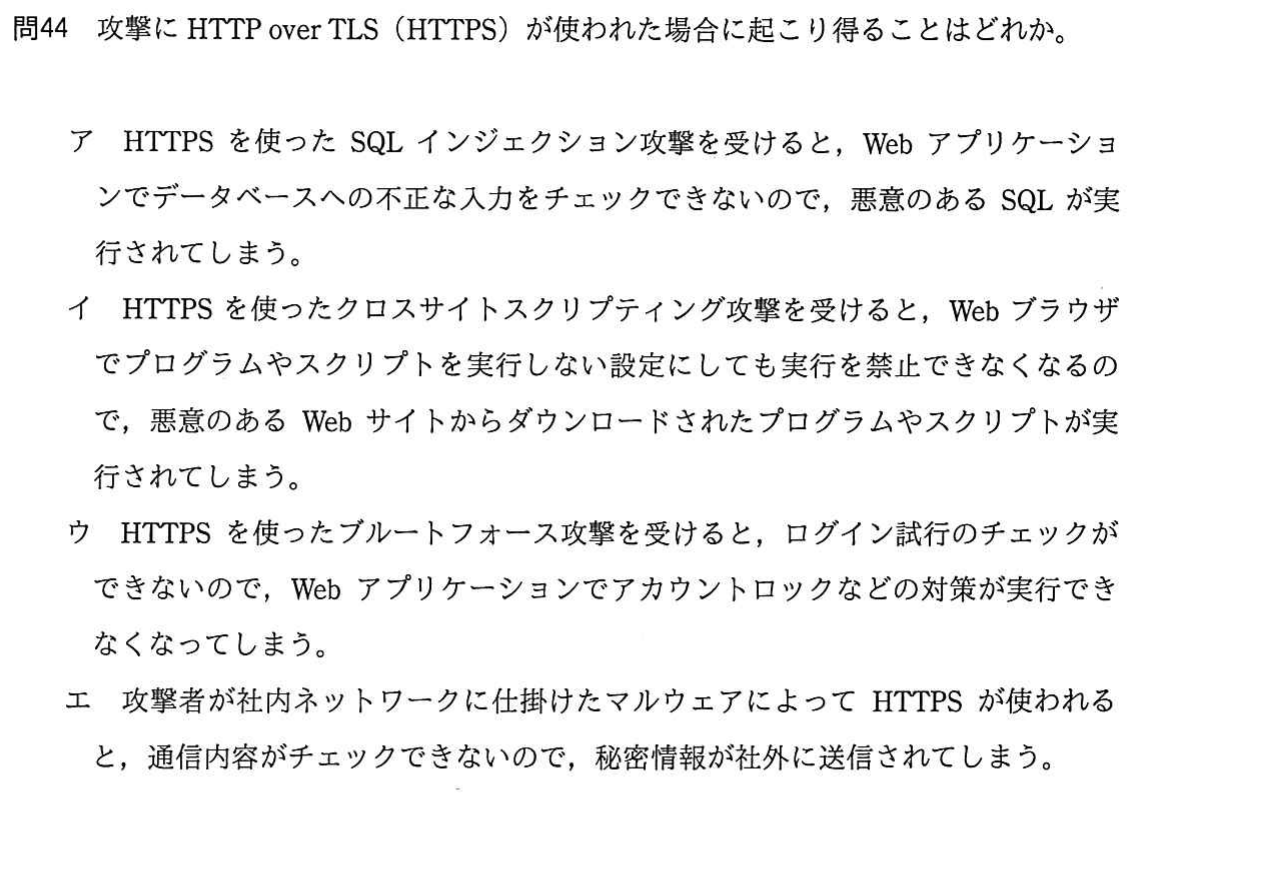 問44 攻撃に HTTP over TLS（HTTPS）が使われた場合に起こり得ることはどれか。
ア HTTPS を使った SQL インジェクション攻撃を受けると，Web アプリケーショ
ンでデータベースへの不正な入力をチェックできないので，悪意のある SQL が実
行されてしまう。
イ HTTPS を使ったクロスサイトスクリプティング攻撃を受けると，Web ブラウザ
でプログラムやスクリプトを実行しない設定にしても実行を禁止できなくなるの
で，悪意のある Web サイトからダウンロードされたプログラムやスクリプトが実
行されてしまう。
ウ HTTPS を使ったブルートフォース攻撃を受けると，ログイン試行のチェックが
できないので，Web アプリケーションでアカウントロックなどの対策が実行でき
なくなってしまう。
エ 攻撃者が社内ネットワークに仕掛けたマルウェアによって HTTPS が使われる
と，通信内容がチェックできないので，秘密情報が社外に送信されてしまう。